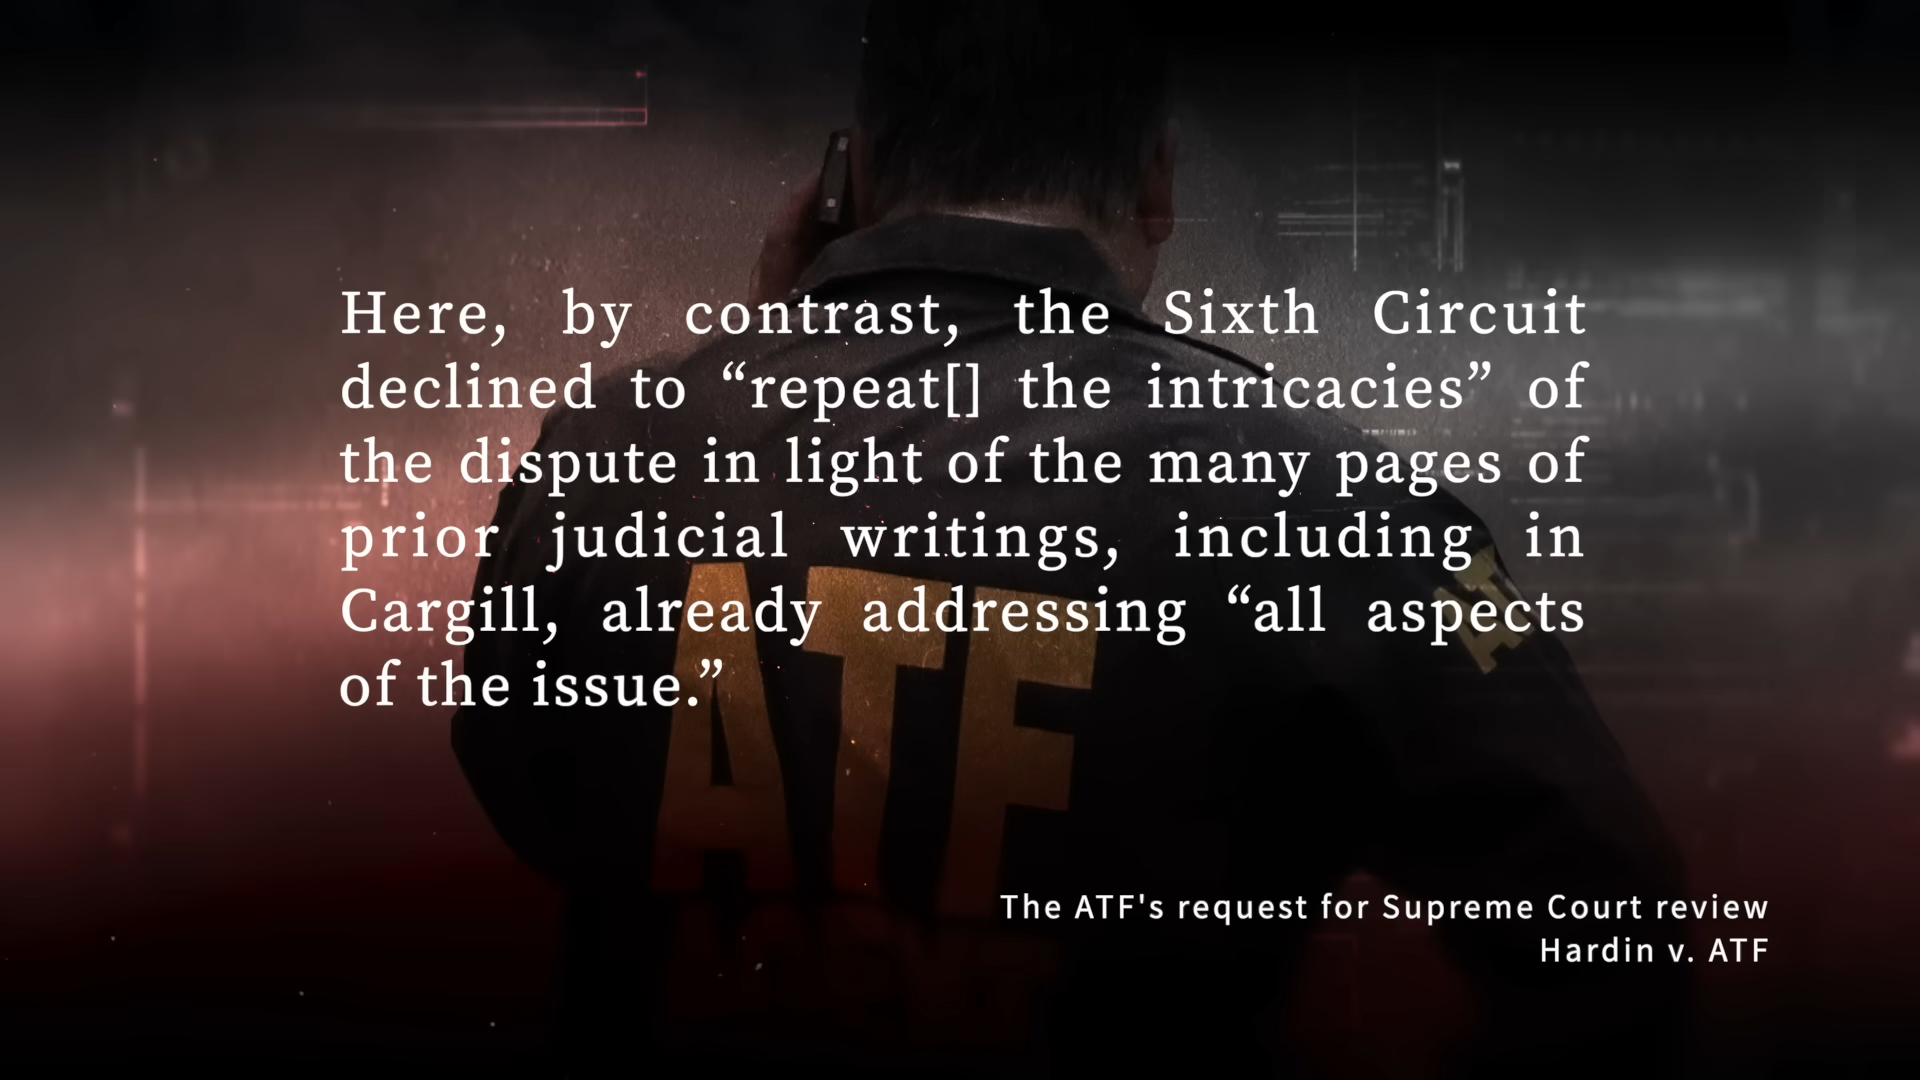 Here, by contrast, the Sixth Circuit
declined to “repeat[] the intricacies” of
the dispute in light of the many pages of
prior judicial writings, including in
Cargill, already addressing “all aspects
of the issue.”
ATF
The ATF's request for Supreme Court review
Hardin v. ATF